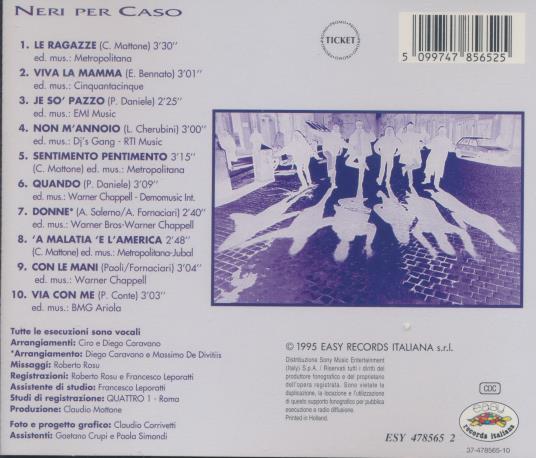 NERI PER CASO
1. LE RAGAZZE (C. Mattone) 3'30''
ed. mus.: Metropolitana
2. VIVA LA MAMMA (E. Bennato) 3'01''
ed. mus.: Cinquantacinque
3. JE SO' PAZZO (P. Daniele) 2'25''
ed. mus.: EMI Music
4. NON M'ANNOIO (L. Cherubini) 3'00''
ed. mus.: Dj's Gang - RTI Music
5. SENTIMENTO PENTIMENTO 3'15''
(C. Mattone) ed. mus.: Metropolitana
6. QUANDO (P. Daniele) 3'09''
ed. mus.: Warner Chappell - Demomusic Int.
7. DONNE* (A. Salerno/A. Fornaciari) 2'40''
ed. mus.: Warner Bros-Warner Chappell
8. 'A MALATIA 'E L'AMERICA 2'48''
(C. Mattone) ed. mus.: Metropolitana-Jubal
9. CON LE MANI (Paoli/Fornaciari) 3'04''
ed. mus.: Warner Chappell
10. VIA CON ME (P. Conte) 3'03''
ed. mus.: BMG Ariola
Tutte le esecuzioni sono vocali
Arrangiamenti: Ciro e Diego Caravano
*Arrangiamento: Diego Caravano e Massimo De Divitiis
Missaggi: Roberto Rosu
Registrazioni: Roberto Rosu e Francesco Leporatti
Assistente di studio: Francesco Leporatti
Studi di registrazione: QUATTRO 1 - Roma
Produzione: Claudio Mattone
Foto e progetto grafico: Claudio Corrivetti
Assistenti: Gaetano Crupi e Paola Simondi
TICKET
5 099747 856525
© 1995 EASY RECORDS ITALIANA s.r.l.
Distribuzione Sony Music Entertainment
(Italy) S.p.A. / Riservati tutti i diritti del
produttore fonografico e del proprietario
dell'opera registrata. Sono vietate la
duplicazione, la locazione e l'utilizzazione
di questo supporto fonografico per pubblica
esecuzione e radio diffusione.
Printed in Holland.
CDC
easy
records italiana
ESY 478565 2
37-478565-10